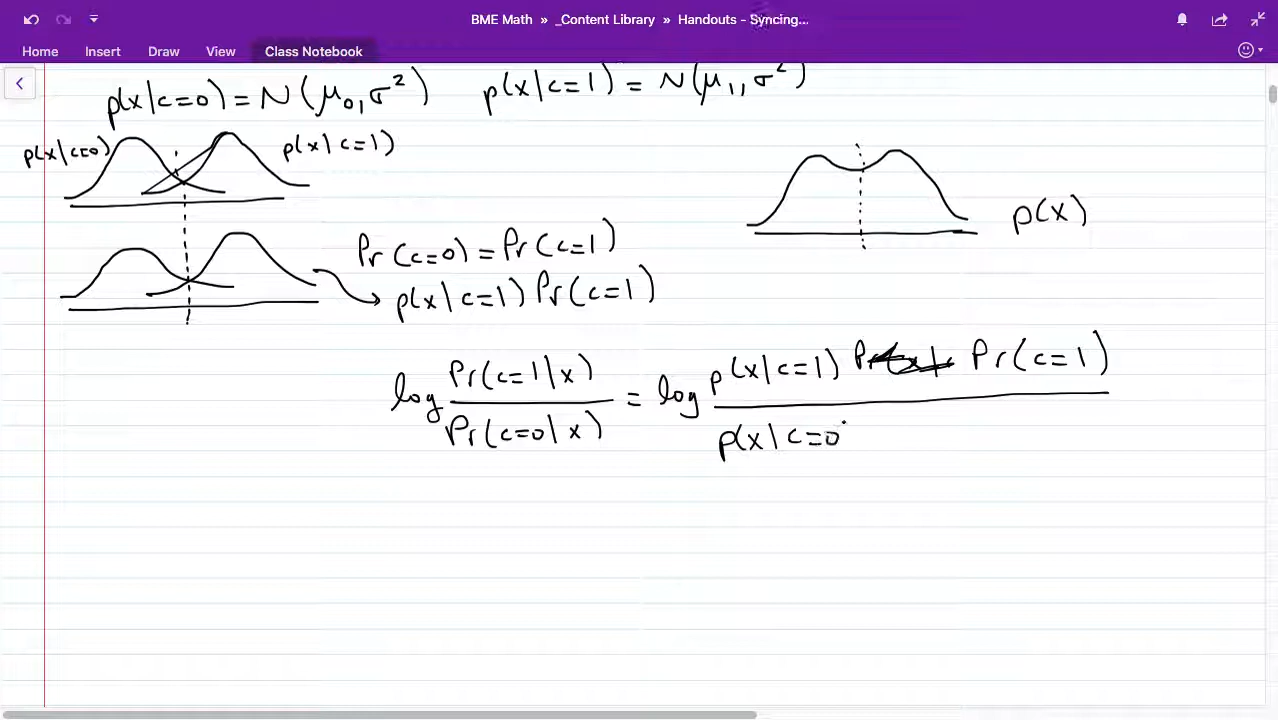 BME Math » _Content Library » Handouts - Syncing...
Home Insert Draw View Class Notebook
p(x|c=0) = N(μ₀, σ²) p(x|c=1) = N(μ₁, σ²)
p(x|c=0) p(x|c=1)
p(x)
Pr(c=0) = Pr(c=1)
p(x|c=1) Pr(c=1)
log Pr(c=1|x) / Pr(c=0|x) = log p(x|c=1) Pr(c=1) / p(x|c=0